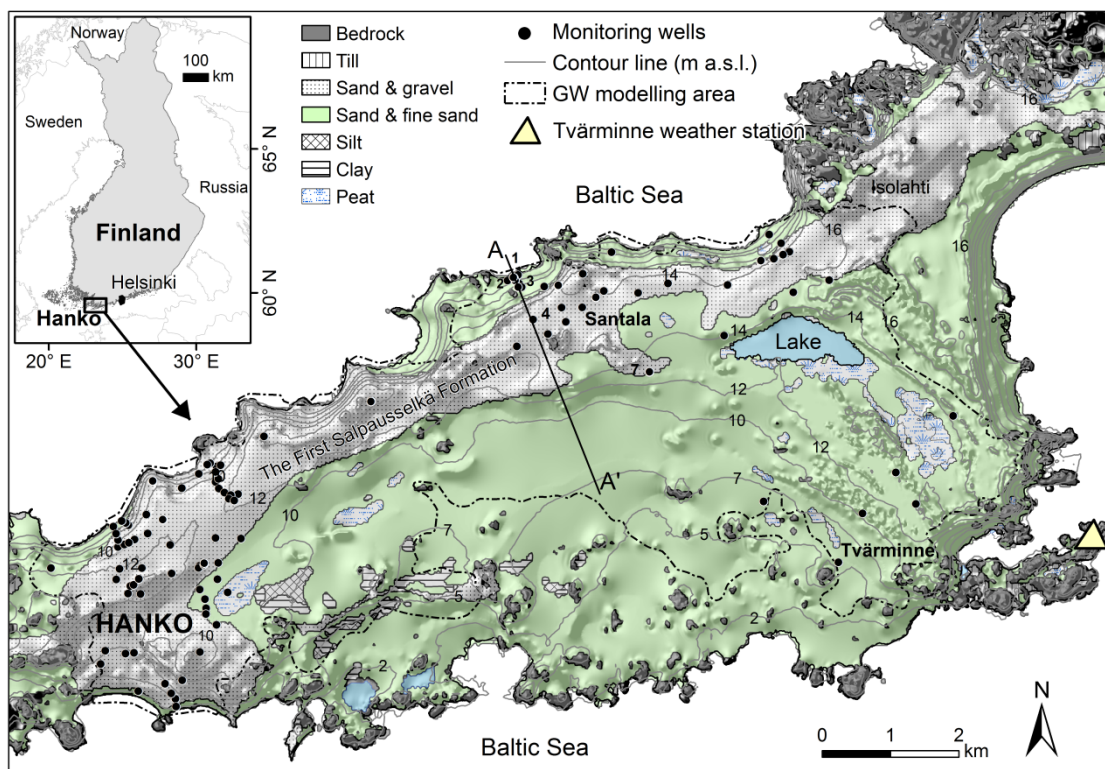 Norway
100
km
Sweden
Finland
Russia
Helsinki
Hanko
65° N
60° N
20° E
30° E
Bedrock
Till
Sand & gravel
Sand & fine sand
Silt
Clay
Peat
Monitoring wells
Contour line (m a.s.l.)
GW modelling area
Tvärminne weather station
Baltic Sea
Isolahti
16
16
16
16
A
1
2
3
4
14
Santala
14
14
Lake
7
12
The First Salpausselkä Formation
10
12
A'
12
10
7
7
5
10
12
Tvärminne
HANKO
10
5
2
2
Baltic Sea
N
0 1 2
km